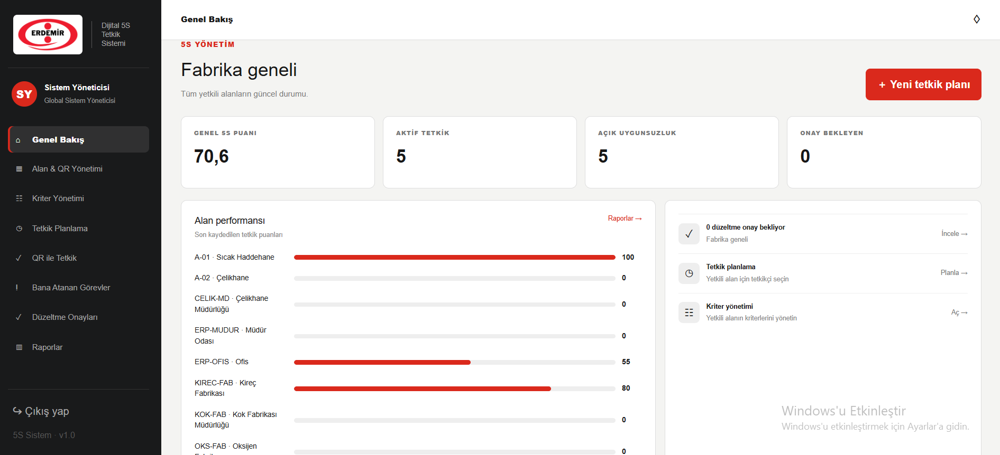 ERDEMİR
Dijital 5S
Tetkik
Sistemi
SY
Sistem Yöneticisi
Global Sistem Yöneticisi
Genel Bakış
Alan & QR Yönetimi
Kriter Yönetimi
Tetkik Planlama
QR ile Tetkik
Bana Atanan Görevler
Düzeltme Onayları
Raporlar
Çıkış yap
5S Sistem · v1.0
Genel Bakış
5S YÖNETİM
Fabrika geneli
Tüm yetkili alanların güncel durumu.
+ Yeni tetkik planı
GENEL 5S PUANI
70,6
AKTİF TETKİK
5
AÇIK UYGUNSUZLUK
5
ONAY BEKLEYEN
0
Alan performansı
Raporlar →
Son kaydedilen tetkik puanları
A-01 · Sıcak Haddehane 100
A-02 · Çelikhane 0
CELIK-MD · Çelikhane
Müdürlüğü 0
ERP-MUDUR · Müdür
Odası 0
ERP-OFIS · Ofis 55
KIREC-FAB · Kireç
Fabrikası 80
KOK-FAB · Kok Fabrikası
Müdürlüğü 0
OKS-FAB · Oksijen
0
0 düzeltme onay bekliyor
Fabrika geneli
İncele →
Tetkik planlama
Yetkili alan için tetkikçi seçin
Planla →
Kriter yönetimi
Yetkili alanın kriterlerini yönetin
Aç →
Windows'u Etkinleştir
Windows'u etkinleştirmek için Ayarlar'a gidin.